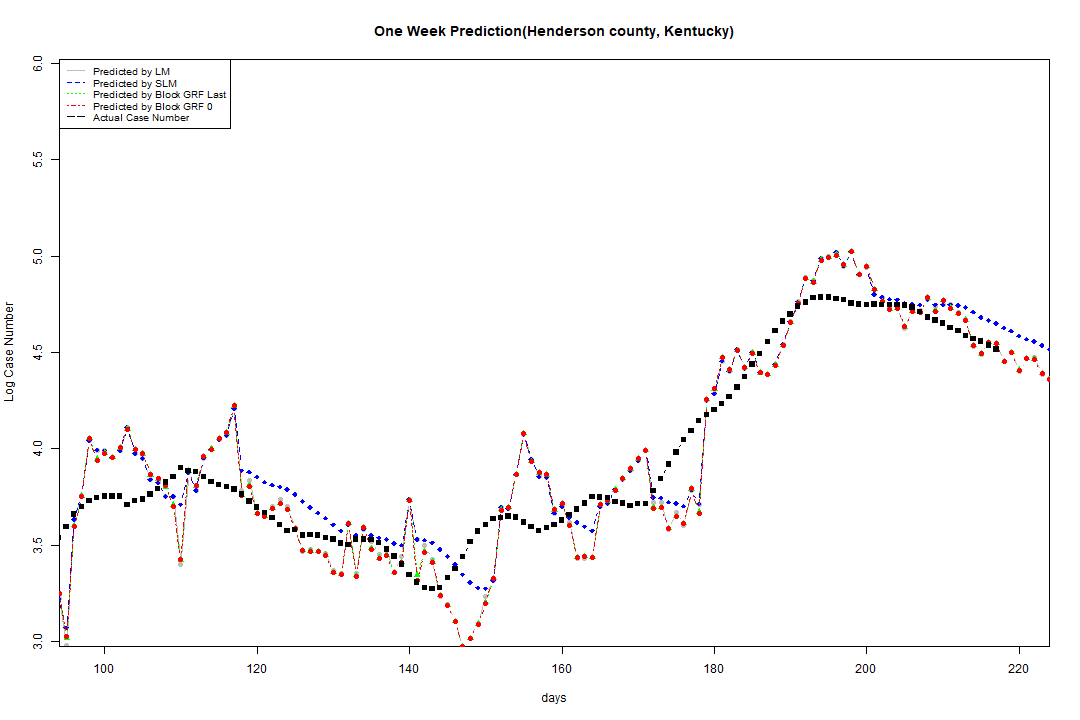 One Week Prediction(Henderson county, Kentucky)
6.0
5.5
5.0
4.5
4.0
3.5
3.0
Log Case Number
Predicted by LM
Predicted by SLM
Predicted by Block GRF Last
Predicted by Block GRF 0
Actual Case Number
100 120 140 160 180 200 220
days